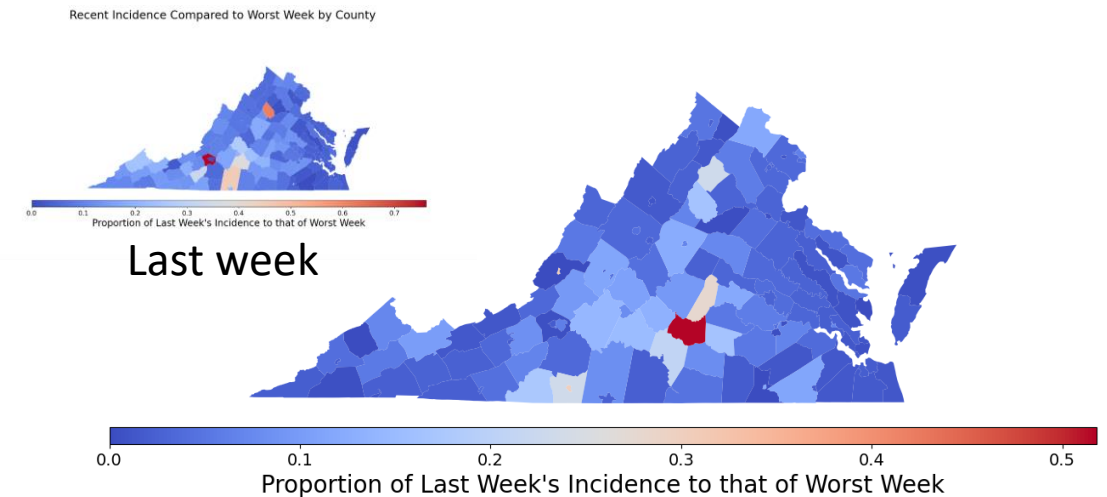 Recent Incidence Compared to Worst Week by County
0.0 0.1 0.2 0.3 0.4 0.5 0.6 0.7
Proportion of Last Week's Incidence to that of Worst Week
Last week
0.0 0.1 0.2 0.3 0.4 0.5
Proportion of Last Week's Incidence to that of Worst Week